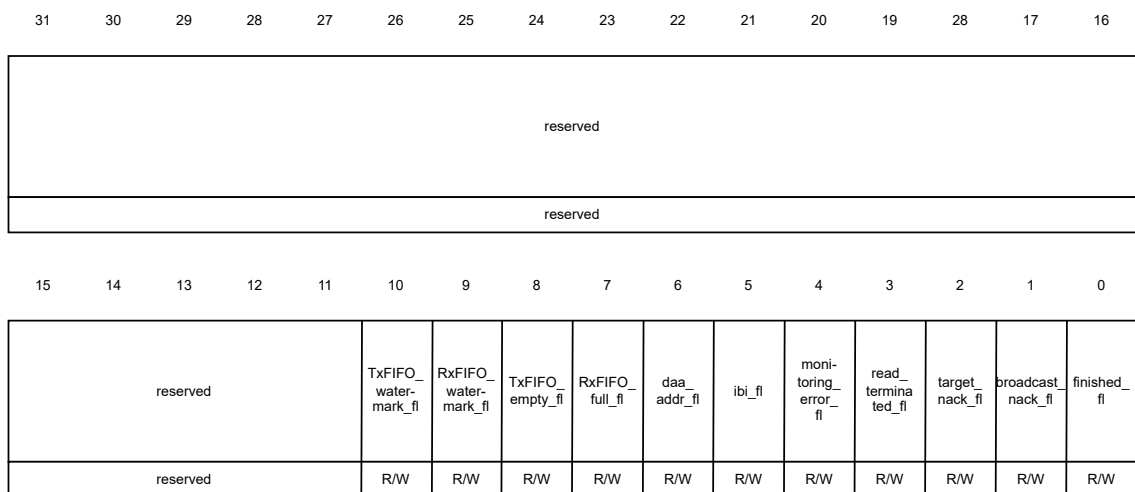 31 30 29 28 27 26 25 24 23 22 21 20 19 28 17 16
reserved
reserved
15 14 13 12 11 10 9 8 7 6 5 4 3 2 1 0
reserved
TxFIFO_
water-
mark_fl
RxFIFO_
water-
mark_fl
TxFIFO_
empty_fl
RxFIFO_
full_fl
daa_
addr_fl
ibi_fl
moni-
toring_
error_
fl
read_
termina
ted_fl
target_
nack_fl
broadcast_
nack_fl
finished_
fl
reserved R/W R/W R/W R/W R/W R/W R/W R/W R/W R/W R/W